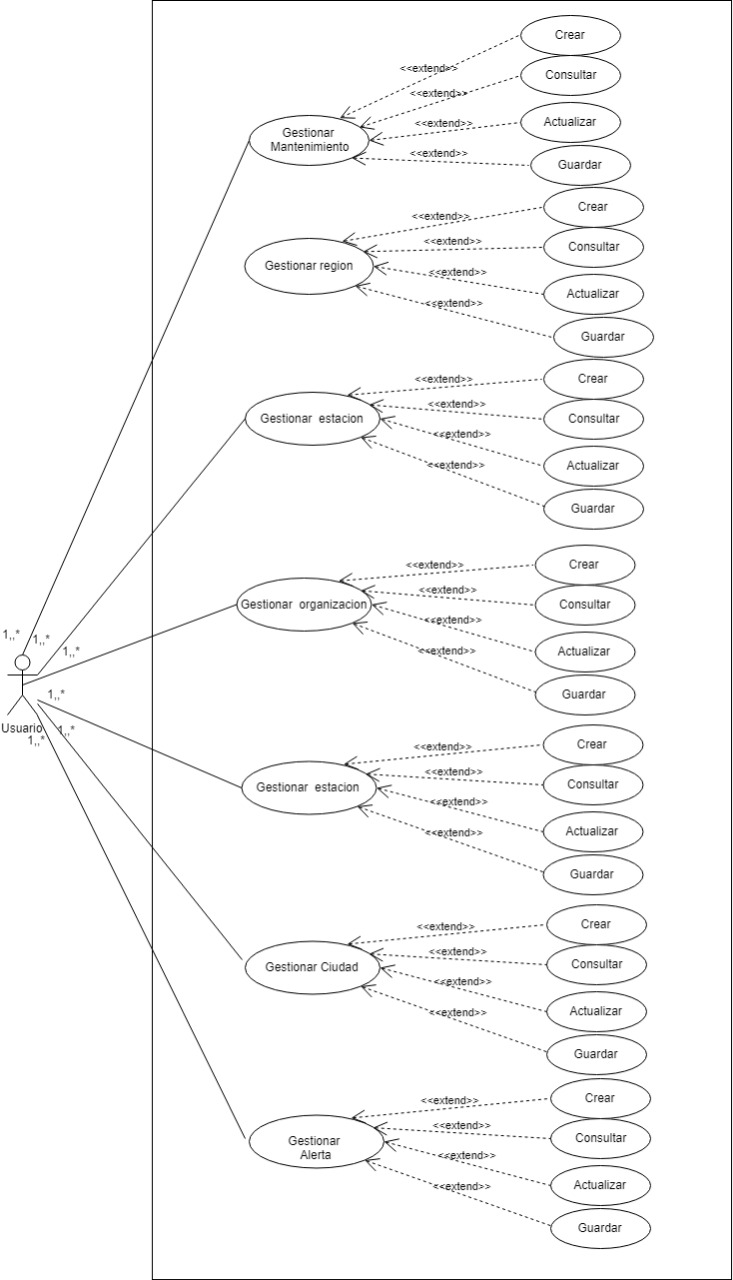 Crear
<<extend>>
Consultar
<<extend>>
Actualizar
<<extend>>
Gestionar
Mantenimiento
<<extend>>
Guardar
Crear
<<extend>>
Consultar
<<extend>>
Gestionar region
<<extend>>
Actualizar
<<extend>>
Guardar
Crear
<<extend>>
Consultar
<<extend>>
Gestionar estacion
<<extend>>
Actualizar
<<extend>>
Guardar
Crear
<<extend>>
Consultar
<<extend>>
Gestionar organizacion
<<extend>>
Actualizar
<<extend>>
Guardar
1,,*
1,,*
1,,*
1,,*
Usuario
1,,*
1,,*
Crear
<<extend>>
Consultar
<<extend>>
Gestionar estacion
<<extend>>
Actualizar
<<extend>>
Guardar
Crear
<<extend>>
Consultar
<<extend>>
Gestionar Ciudad
<<extend>>
Actualizar
<<extend>>
Guardar
Crear
<<extend>>
Consultar
<<extend>>
Gestionar
Alerta
<<extend>>
Actualizar
<<extend>>
Guardar